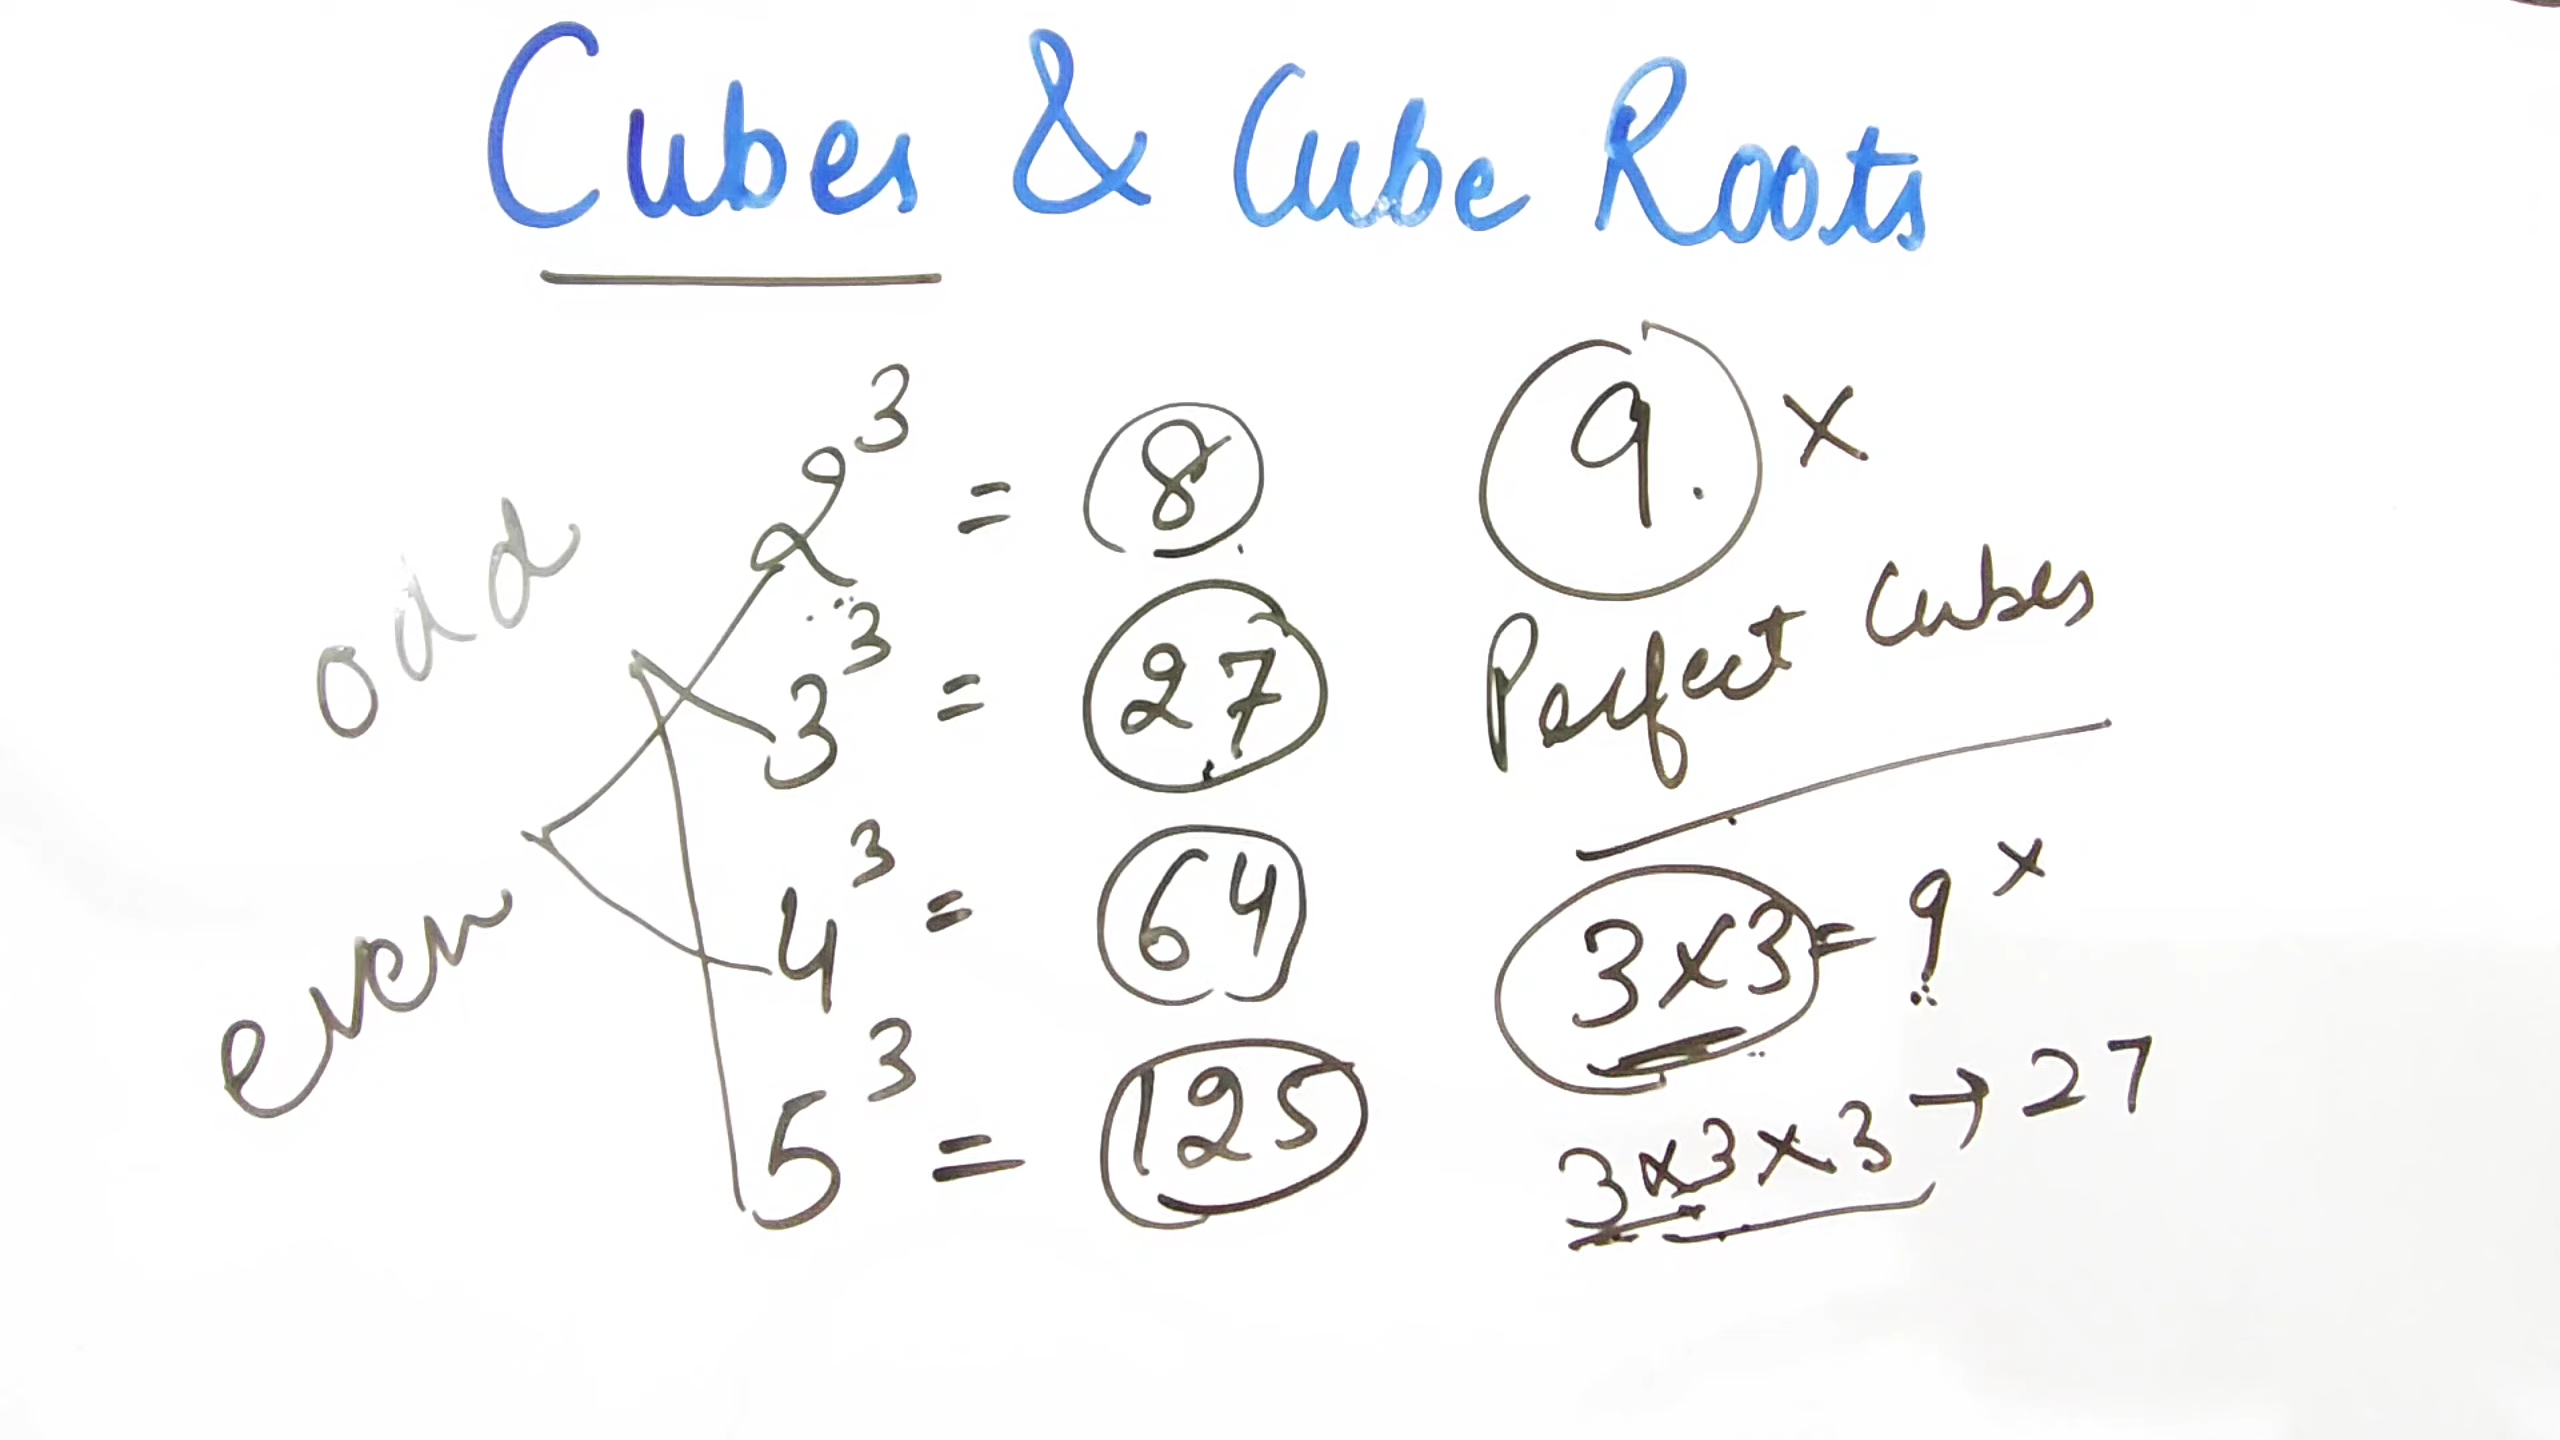 Cubes & Cube Roots
odd
even
2³ = 8
3³ = 27
4³ = 64
5³ = 125
9. ×
Perfect Cubes
3×3 = 9 ×
3×3×3 → 27